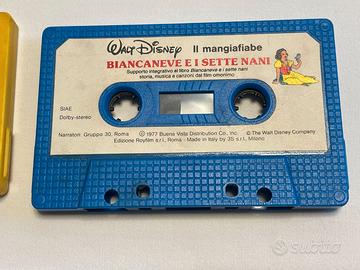 WALT DISNEY Il mangiafiabe
BIANCANEVE E I SETTE NANI
Supporto integrativo al libro Biancaneve e i sette nani
storia, musica e canzoni dal film omonimo
SIAE
Dolby-stereo
Narratori: Gruppo 30, Roma © 1977 Buena Vista Distribution Co., Inc. © The Walt Disney Company
Edizione Royfilm s.r.l., Roma - Made in Italy by 3S s.r.l., Milano
subito